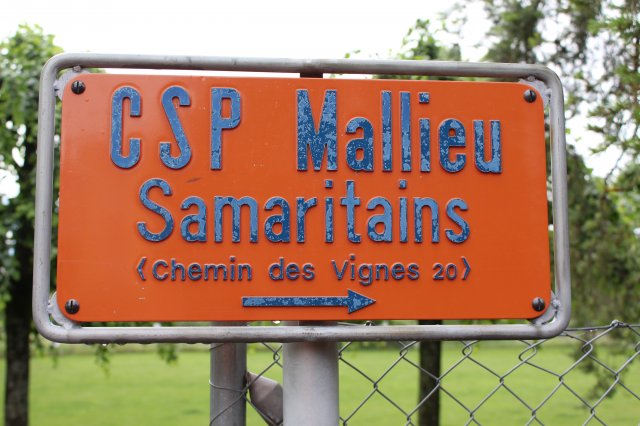 CSP Mallieu
Samaritains
<Chemin des Vignes 20>